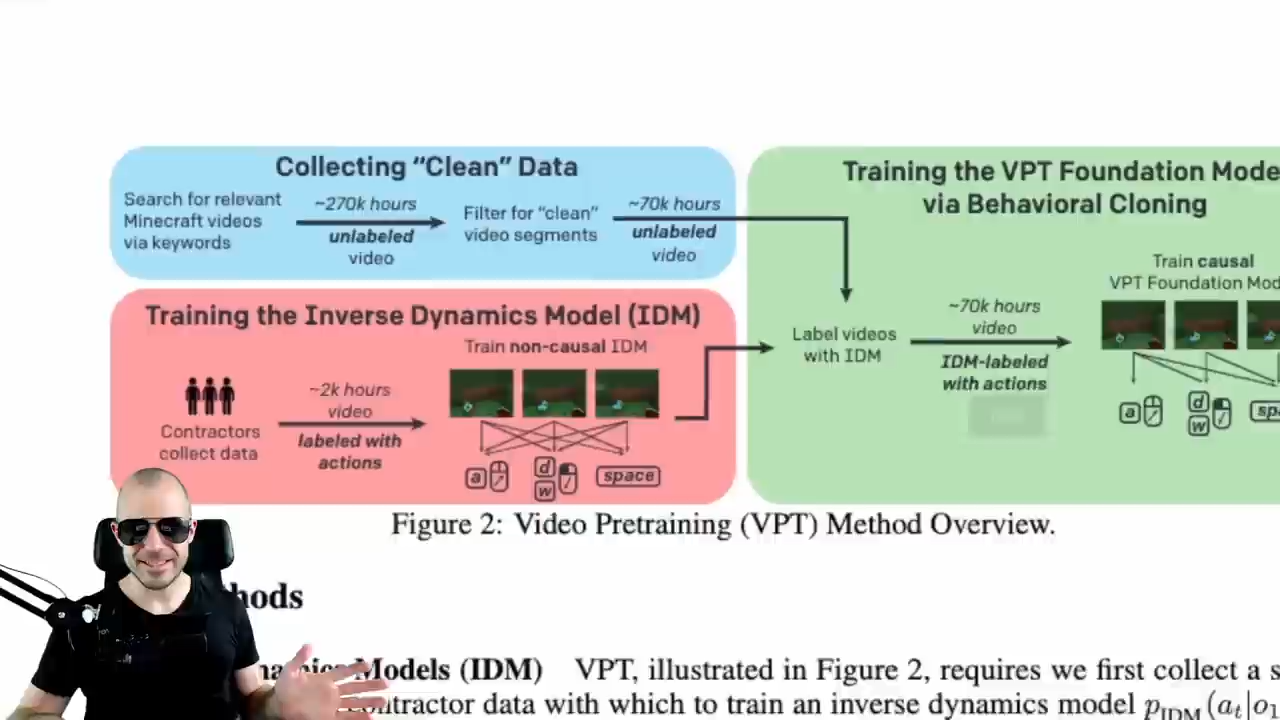 Collecting “Clean” Data
Search for relevant
Minecraft videos
via keywords
~270k hours
unlabeled
video
Filter for “clean”
video segments
~70k hours
unlabeled
video
Training the Inverse Dynamics Model (IDM)
Contractors
collect data
~2k hours
video
labeled with
actions
Train non-causal IDM
a
d
w
space
Training the VPT Foundation Mode
via Behavioral Cloning
Label videos
with IDM
~70k hours
video
IDM-labeled
with actions
Train causal
VPT Foundation Mod
a
d
w
sp
Figure 2: Video Pretraining (VPT) Method Overview.
hods
namics Models (IDM) VPT, illustrated in Figure 2, requires we first collect a s
contractor data with which to train an inverse dynamics model p_IDM(a_t|o_1